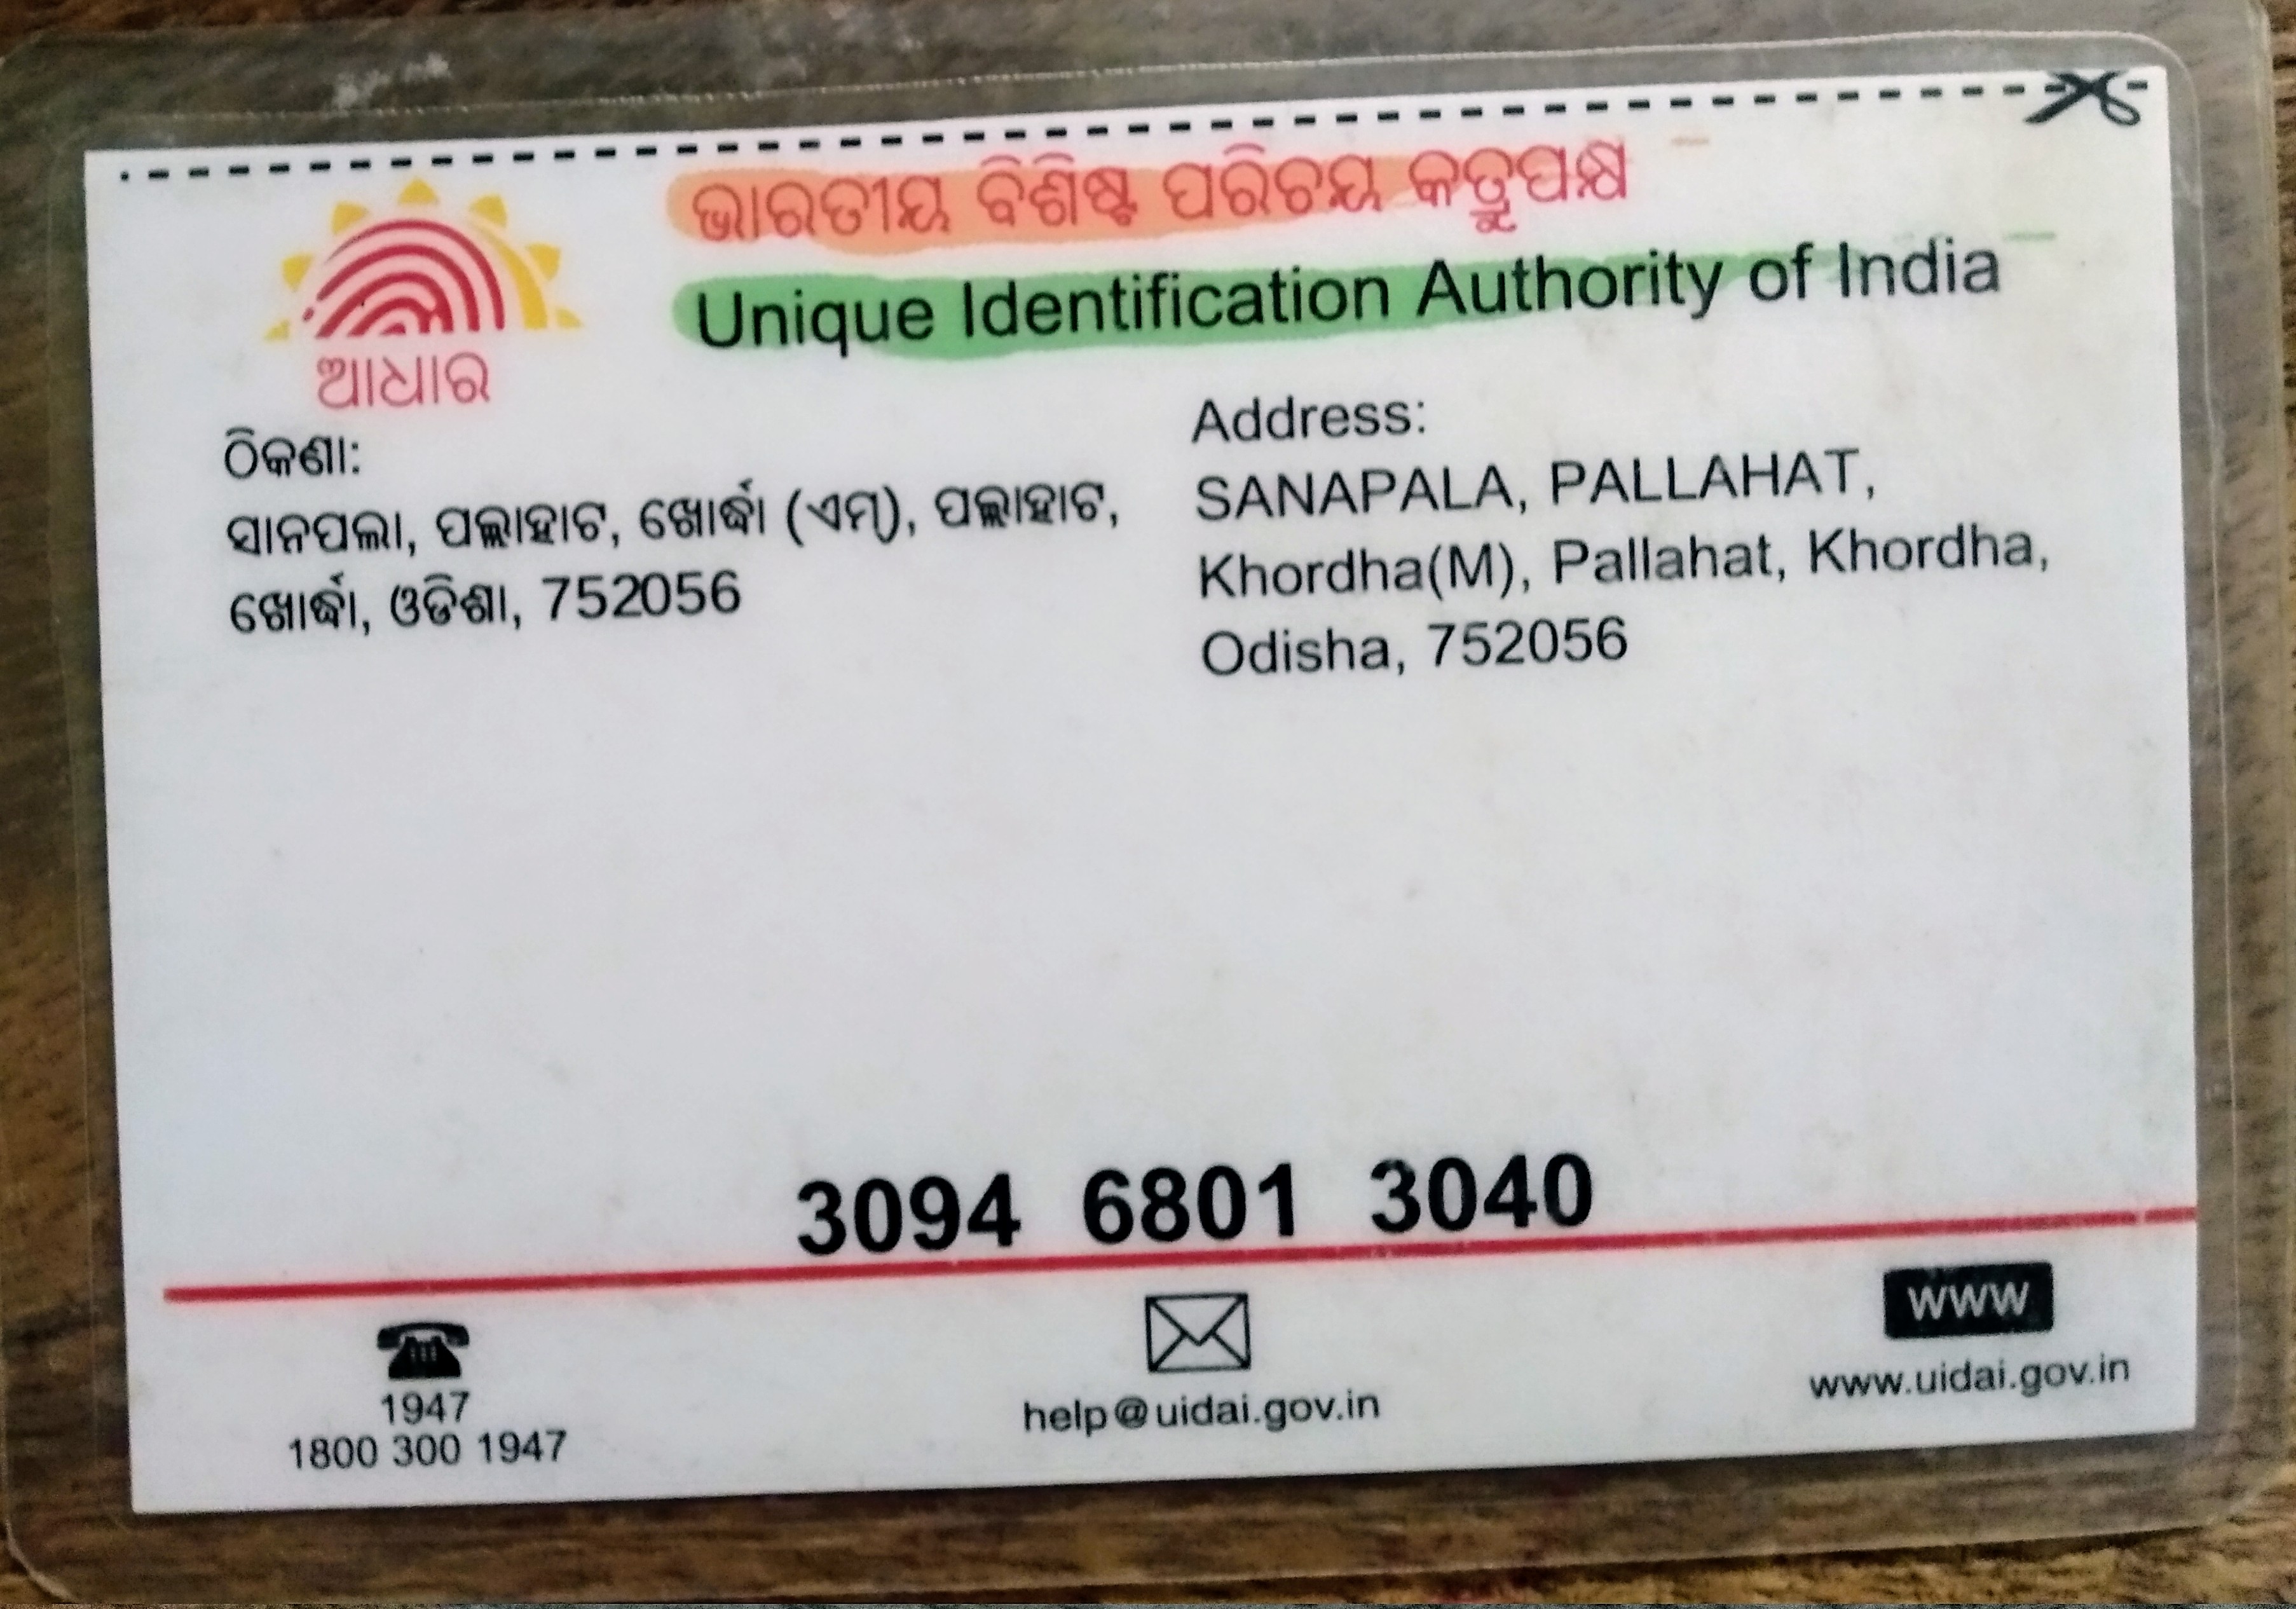 ଭାରତୀୟ ବିଶିଷ୍ଟ ପରିଚୟ କର୍ତ୍ତୁପକ୍ଷ
Unique Identification Authority of India
ଆଧାର
ଠିକଣା:
ସାନପଲା, ପଲ୍ଲାହାଟ, ଖୋର୍ଦ୍ଧା (ଏମ୍), ପଲ୍ଲାହାଟ,
ଖୋର୍ଦ୍ଧା, ଓଡିଶା, 752056
Address:
SANAPALA, PALLAHAT,
Khordha(M), Pallahat, Khordha,
Odisha, 752056
3094 6801 3040
1947
1800 300 1947
help@uidai.gov.in
www
www.uidai.gov.in